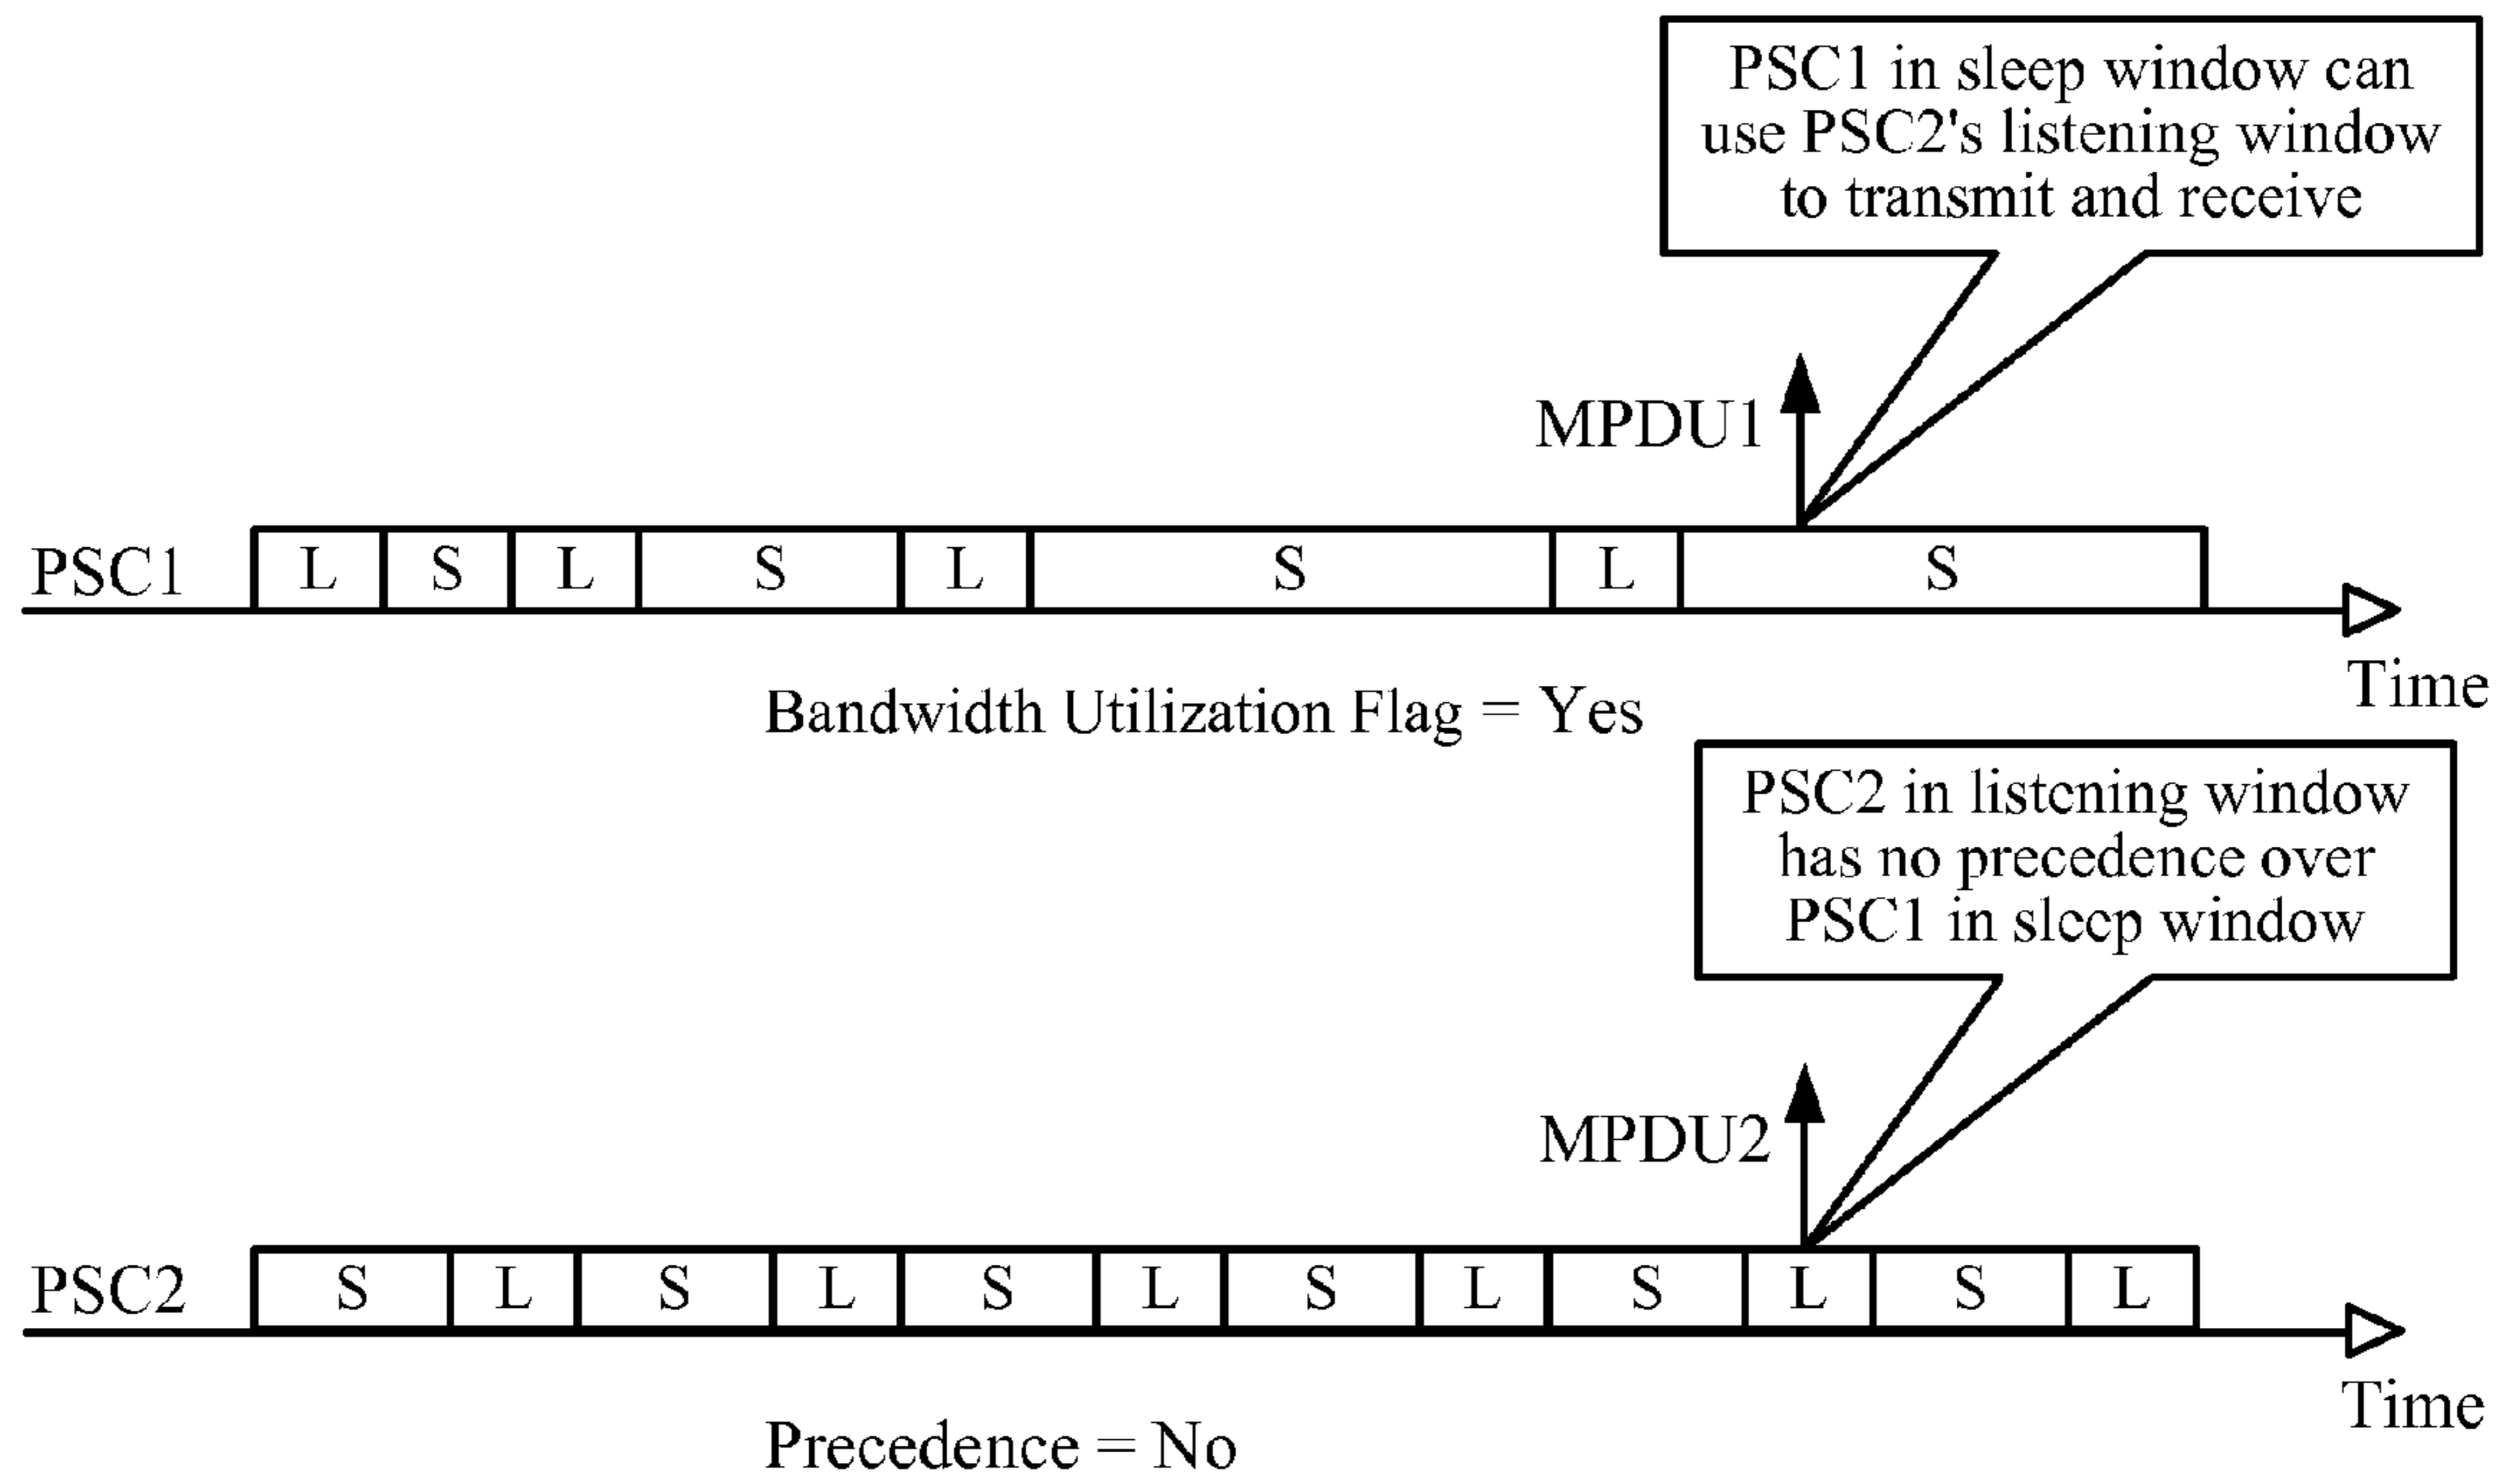 PSC1 in sleep window can
use PSC2's listening window
to transmit and receive
MPDU1
PSC1 L S L S L S L S
Time
Bandwidth Utilization Flag = Yes
PSC2 in listening window
has no precedence over
PSC1 in sleep window
MPDU2
PSC2 S L S L S L S L S L S L
Time
Precedence = No